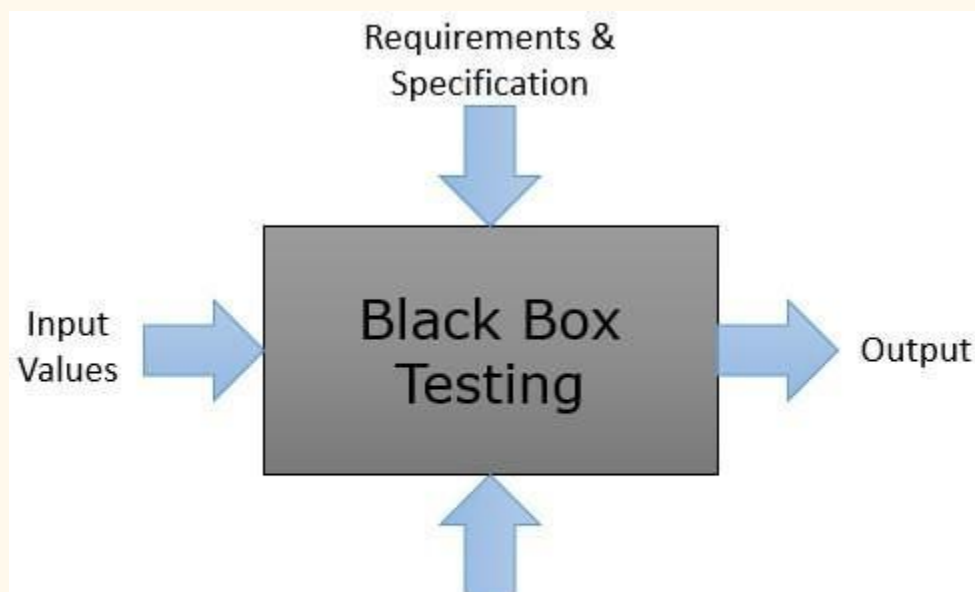 Requirements &
Specification
Input
Values
Black Box
Testing
Output